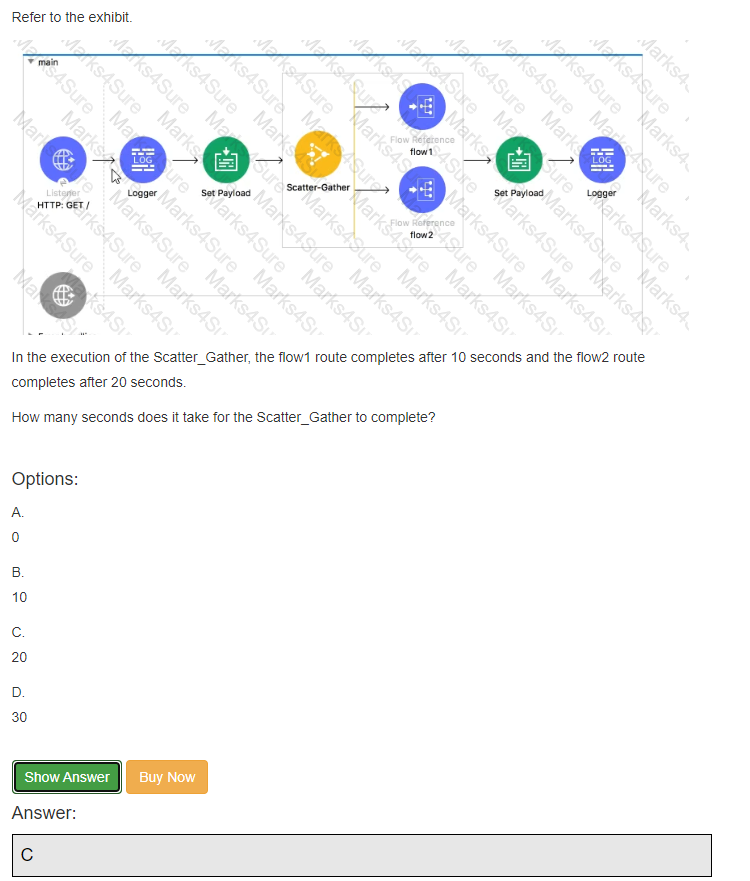 Refer to the exhibit.
main
LOG
LOG
Flow Reference
flow1
Listener
HTTP: GET /
Logger
Set Payload
Scatter-Gather
Set Payload
Logger
Flow Reference
flow2
Marks4Sure
In the execution of the Scatter_Gather, the flow1 route completes after 10 seconds and the flow2 route
completes after 20 seconds.
How many seconds does it take for the Scatter_Gather to complete?
Options:
A.
0
B.
10
C.
20
D.
30
Show Answer
Buy Now
Answer:
C